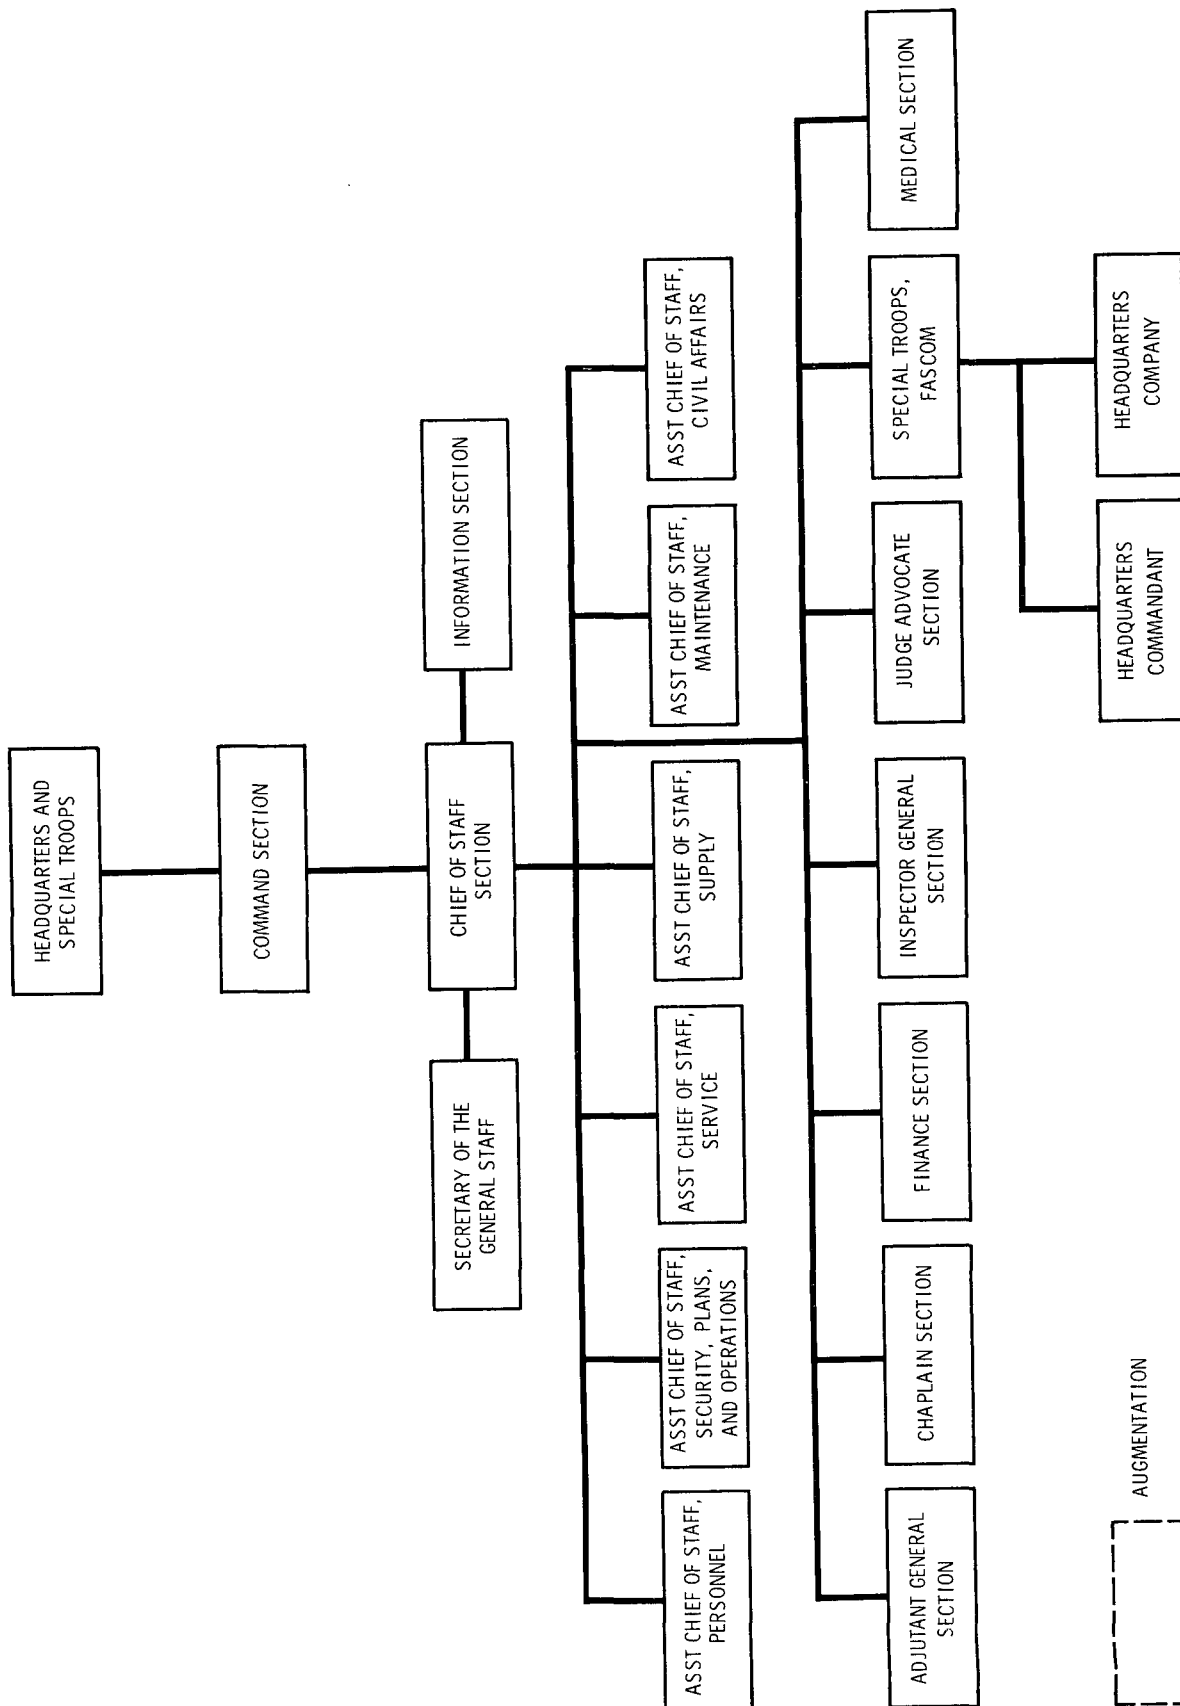 HEADQUARTERS AND
SPECIAL TROOPS
COMMAND SECTION
SECRETARY OF THE
GENERAL STAFF
CHIEF OF STAFF
SECTION
INFORMATION SECTION
ASST CHIEF OF STAFF,
PERSONNEL
ASST CHIEF OF STAFF,
SECURITY, PLANS,
AND OPERATIONS
ASST CHIEF OF STAFF,
SERVICE
ASST CHIEF OF STAFF,
SUPPLY
ASST CHIEF OF STAFF,
MAINTENANCE
ASST CHIEF OF STAFF,
CIVIL AFFAIRS
ADJUTANT GENERAL
SECTION
CHAPLAIN SECTION
FINANCE SECTION
INSPECTOR GENERAL
SECTION
JUDGE ADVOCATE
SECTION
SPECIAL TROOPS,
FASCOM
MEDICAL SECTION
HEADQUARTERS
COMMANDANT
HEADQUARTERS
COMPANY
AUGMENTATION